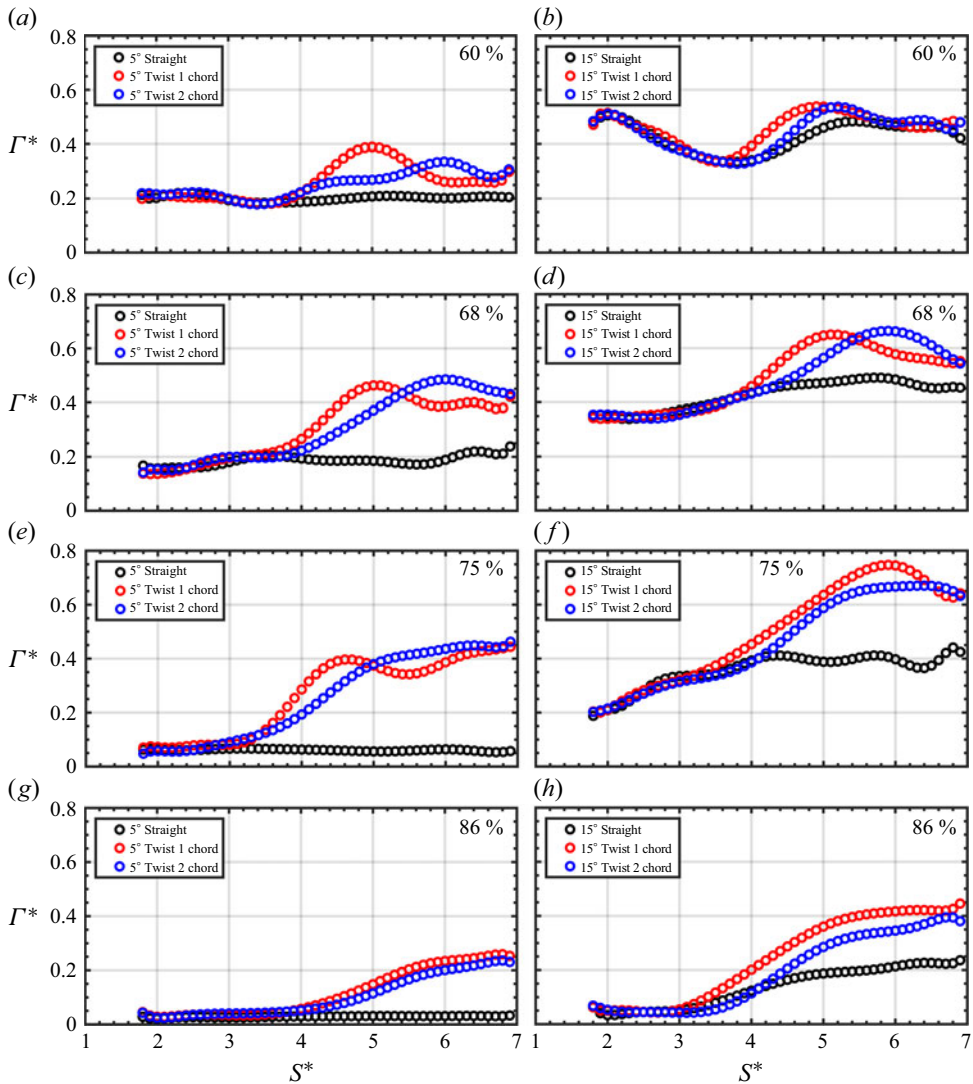 (a)
(b)
0.8
5° Straight
5° Twist 1 chord
5° Twist 2 chord
60 %
15° Straight
15° Twist 1 chord
15° Twist 2 chord
60 %
0.6
Γ*
0.4
0.2
0
(c)
(d)
0.8
5° Straight
5° Twist 1 chord
5° Twist 2 chord
68 %
15° Straight
15° Twist 1 chord
15° Twist 2 chord
68 %
0.6
Γ*
0.4
0.2
0
(e)
(f)
0.8
5° Straight
5° Twist 1 chord
5° Twist 2 chord
75 %
15° Straight
15° Twist 1 chord
15° Twist 2 chord
75 %
0.6
Γ*
0.4
0.2
0
(g)
(h)
0.8
5° Straight
5° Twist 1 chord
5° Twist 2 chord
86 %
15° Straight
15° Twist 1 chord
15° Twist 2 chord
86 %
0.6
Γ*
0.4
0.2
0
1 2 3 4 5 6 7
1 2 3 4 5 6 7
S*
S*